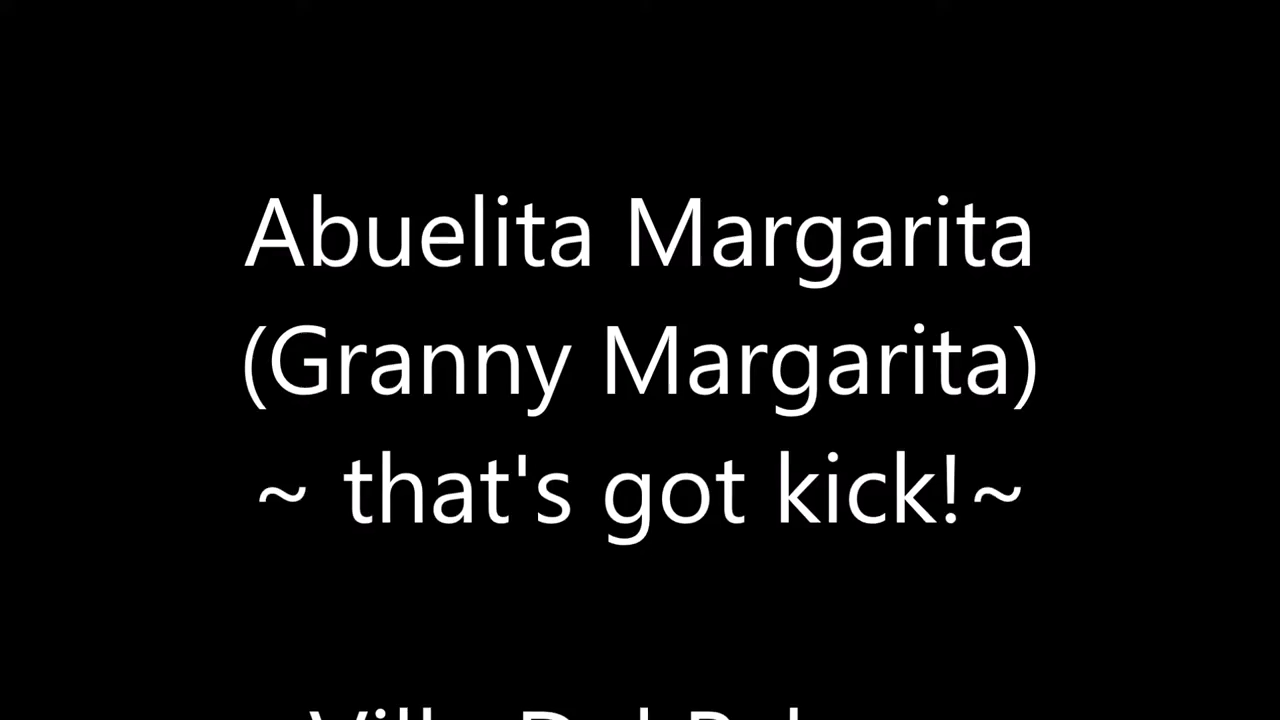 Abuelita Margarita
(Granny Margarita)
~ that's got kick!~